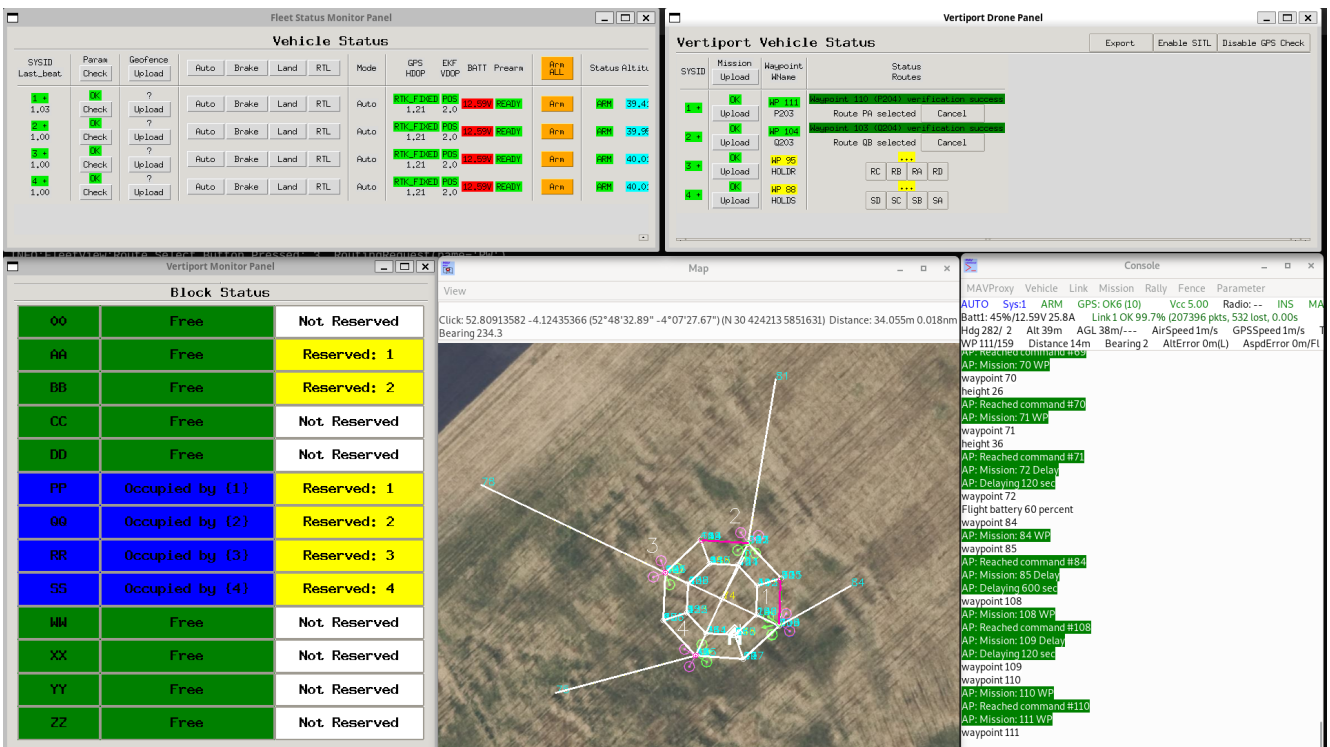 Fleet Status Monitor Panel
Vehicle Status
SYSID Last_beat
Param Check
Geofence Upload
Auto Brake Land RTL
Mode
GPS HDOP
EKF VDOP
BATT Prearm
Arm ALL
Status Altitu
1 +
1.03
OK
Check
?
Upload
Auto Brake Land RTL Auto
RTK_FIXED POS
1.21 2.0
12.59V READY
Arm
ARM
2 +
1.00
OK
Check
?
Upload
Auto Brake Land RTL Auto
RTK_FIXED POS
1.21 2.0
12.59V READY
Arm
ARM
3 +
1.00
OK
Check
?
Upload
Auto Brake Land RTL Auto
RTK_FIXED POS
1.21 2.0
12.59V READY
Arm
ARM
4 +
1.00
OK
Check
?
Upload
Auto Brake Land RTL Auto
RTK_FIXED POS
1.21 2.0
12.59V READY
Arm
ARM
Vertiport Drone Panel
Vertiport Vehicle Status
Export Enable SITL Disable GPS Check
SYSID
Mission Upload
Waypoint WName
Status Routes
1 +
OK
Upload
WP 111
P203
Waypoint 110 (P204) verification success
Route PA selected Cancel
2 +
OK
Upload
WP 104
Q203
Waypoint 103 (Q204) verification success
Route QB selected Cancel
3 +
OK
Upload
WP 95
HOLDR
...
RC RB RA RD
4 +
OK
Upload
WP 88
HOLDS
...
SD SC SB SA
Vertiport Monitor Panel
Block Status
OO Free Not Reserved
AA Free Reserved: 1
BB Free Reserved: 2
CC Free Not Reserved
DD Free Not Reserved
PP Occupied by {1} Reserved: 1
QQ Occupied by {2} Reserved: 2
RR Occupied by {3} Reserved: 3
SS Occupied by {4} Reserved: 4
WW Free Not Reserved
XX Free Not Reserved
YY Free Not Reserved
ZZ Free Not Reserved
Map
View
Click: 52.80913582 -4.12435366 (52°48'32.89" -4°07'27.67") (N 30 424213 5851631) Distance: 34.055m 0.018nm
Bearing 234.3
2
3
1
4
Console
MAVProxy Vehicle Link Mission Rally Fence Parameter
AUTO Sys:1 ARM GPS: OK6 (10) Vcc 5.00 Radio: -- INS MA
Batt1: 45%/12.59V 25.8A Link 1 OK 99.7% (207396 pkts, 532 lost, 0.00s
Hdg 282/ 2 Alt 39m AGL 38m/--- AirSpeed 1m/s GPSSpeed 1m/s T
WP 111/159 Distance 14m Bearing 2 AltError 0m(L) AspdError 0m/Fl
AP: Reached command #69
AP: Mission: 70 WP
waypoint 70
height 26
AP: Reached command #70
AP: Mission: 71 WP
waypoint 71
height 36
AP: Reached command #71
AP: Mission: 72 Delay
AP: Delaying 120 sec
waypoint 72
Flight battery 60 percent
waypoint 84
AP: Mission: 84 WP
waypoint 85
AP: Reached command #84
AP: Mission: 85 Delay
AP: Delaying 600 sec
waypoint 108
AP: Mission: 108 WP
AP: Reached command #108
AP: Mission: 109 Delay
AP: Delaying 120 sec
waypoint 109
waypoint 110
AP: Mission: 110 WP
AP: Reached command #110
AP: Mission: 111 WP
waypoint 111